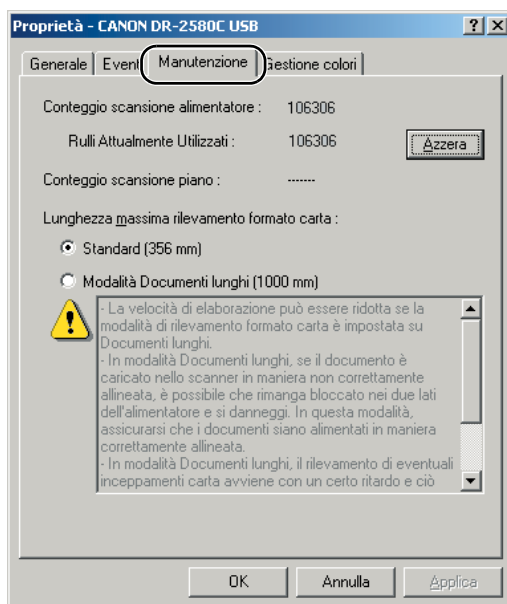 Proprietà - CANON DR-2580C USB
Generale Eventi Manutenzione Gestione colori
Conteggio scansione alimentatore : 106306
Rulli Attualmente Utilizzati : 106306 Azzera
Conteggio scansione piano : -------
Lunghezza massima rilevamento formato carta :
Standard (356 mm)
Modalità Documenti lunghi (1000 mm)
- La velocità di elaborazione può essere ridotta se la
modalità di rilevamento formato carta è impostata su
Documenti lunghi.
- In modalità Documenti lunghi, se il documento è
caricato nello scanner in maniera non correttamente
allineata, è possibile che rimanga bloccato nei due lati
dell'alimentatore e si danneggi. In questa modalità,
assicurarsi che i documenti siano alimentati in maniera
correttamente allineata.
- In modalità Documenti lunghi, il rilevamento di eventuali
inceppamenti carta avviene con un certo ritardo e ciò
OK Annulla Applica